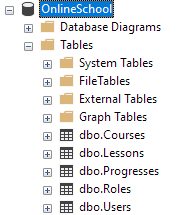 OnlineSchool
Database Diagrams
Tables
System Tables
FileTables
External Tables
Graph Tables
dbo.Courses
dbo.Lessons
dbo.Progresses
dbo.Roles
dbo.Users